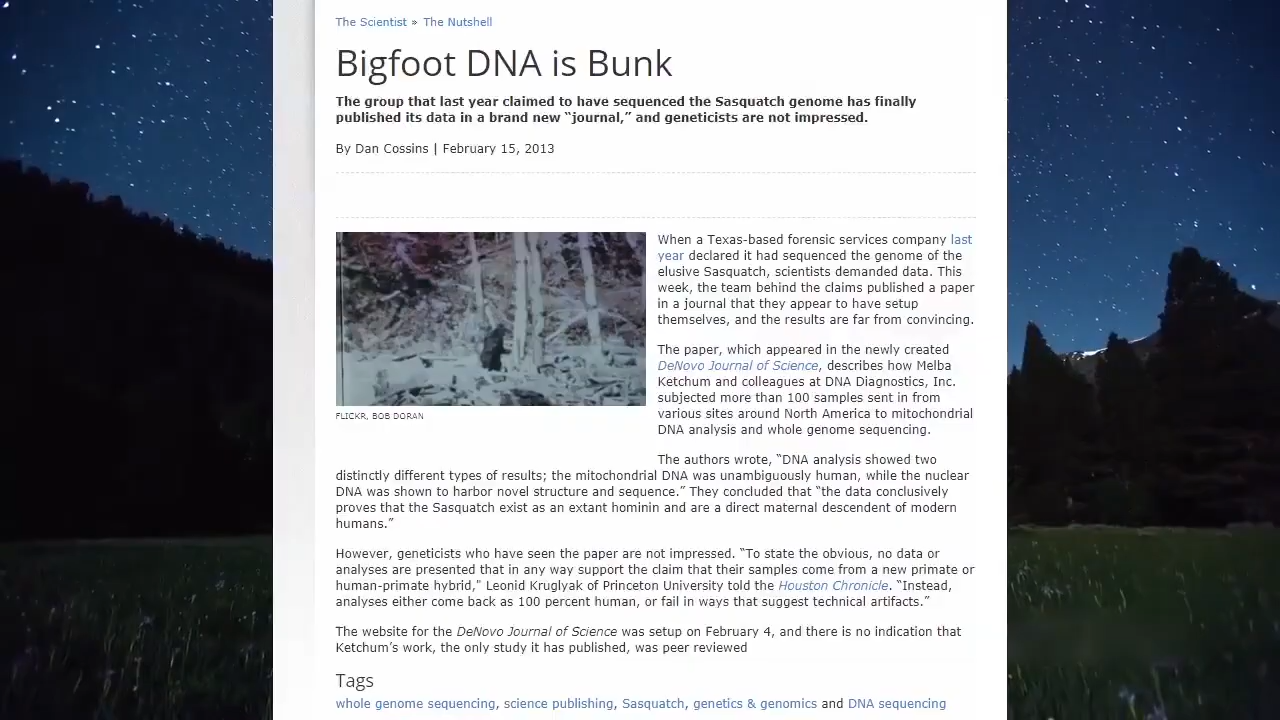 The Scientist » The Nutshell
Bigfoot DNA is Bunk
The group that last year claimed to have sequenced the Sasquatch genome has finally
published its data in a brand new “journal,” and geneticists are not impressed.
By Dan Cossins | February 15, 2013
When a Texas-based forensic services company last
year declared it had sequenced the genome of the
elusive Sasquatch, scientists demanded data. This
week, the team behind the claims published a paper
in a journal that they appear to have setup
themselves, and the results are far from convincing.
FLICKR, BOB DORAN
The paper, which appeared in the newly created
DeNovo Journal of Science, describes how Melba
Ketchum and colleagues at DNA Diagnostics, Inc.
subjected more than 100 samples sent in from
various sites around North America to mitochondrial
DNA analysis and whole genome sequencing.
The authors wrote, “DNA analysis showed two
distinctly different types of results; the mitochondrial DNA was unambiguously human, while the nuclear
DNA was shown to harbor novel structure and sequence.” They concluded that “the data conclusively
proves that the Sasquatch exist as an extant hominin and are a direct maternal descendent of modern
humans.”
However, geneticists who have seen the paper are not impressed. “To state the obvious, no data or
analyses are presented that in any way support the claim that their samples come from a new primate or
human-primate hybrid," Leonid Kruglyak of Princeton University told the Houston Chronicle. “Instead,
analyses either come back as 100 percent human, or fail in ways that suggest technical artifacts.”
The website for the DeNovo Journal of Science was setup on February 4, and there is no indication that
Ketchum’s work, the only study it has published, was peer reviewed
Tags
whole genome sequencing, science publishing, Sasquatch, genetics & genomics and DNA sequencing